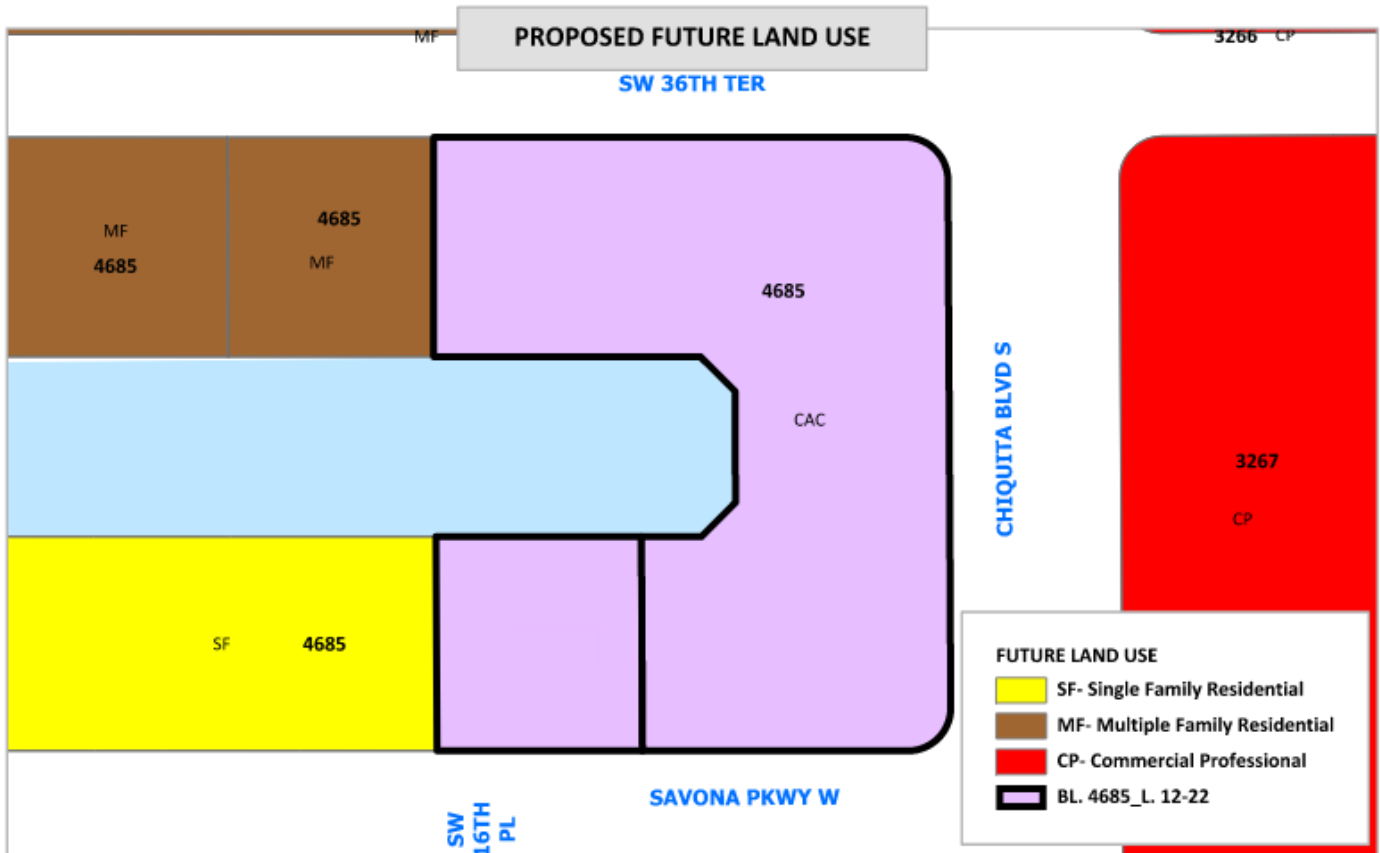 PROPOSED FUTURE LAND USE
MF
3266 CP
SW 36TH TER
4685
MF
4685
MF
4685
CAC
CHIQUITA BLVD S
3267
CP
SF 4685
FUTURE LAND USE
SF- Single Family Residential
MF- Multiple Family Residential
CP- Commercial Professional
BL. 4685_L. 12-22
SAVONA PKWY W
SW
16TH
PL